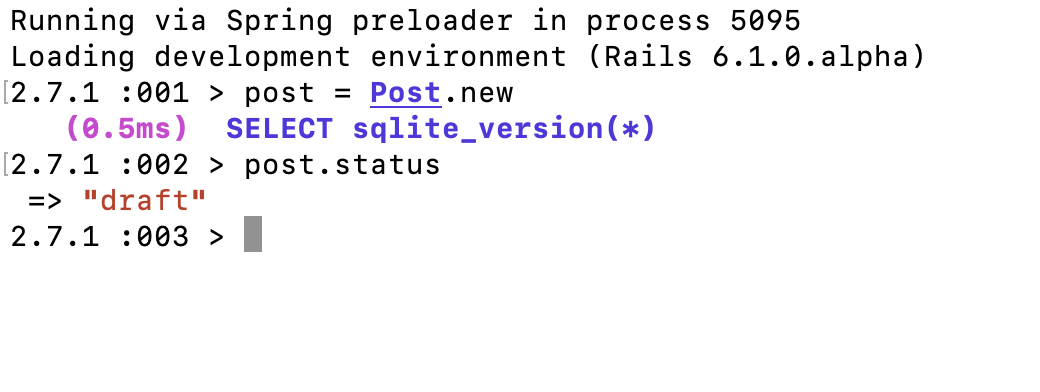 Running via Spring preloader in process 5095
Loading development environment (Rails 6.1.0.alpha)
[2.7.1 :001 > post = Post.new
   (0.5ms)  SELECT sqlite_version(*)
[2.7.1 :002 > post.status
 => "draft"
2.7.1 :003 >